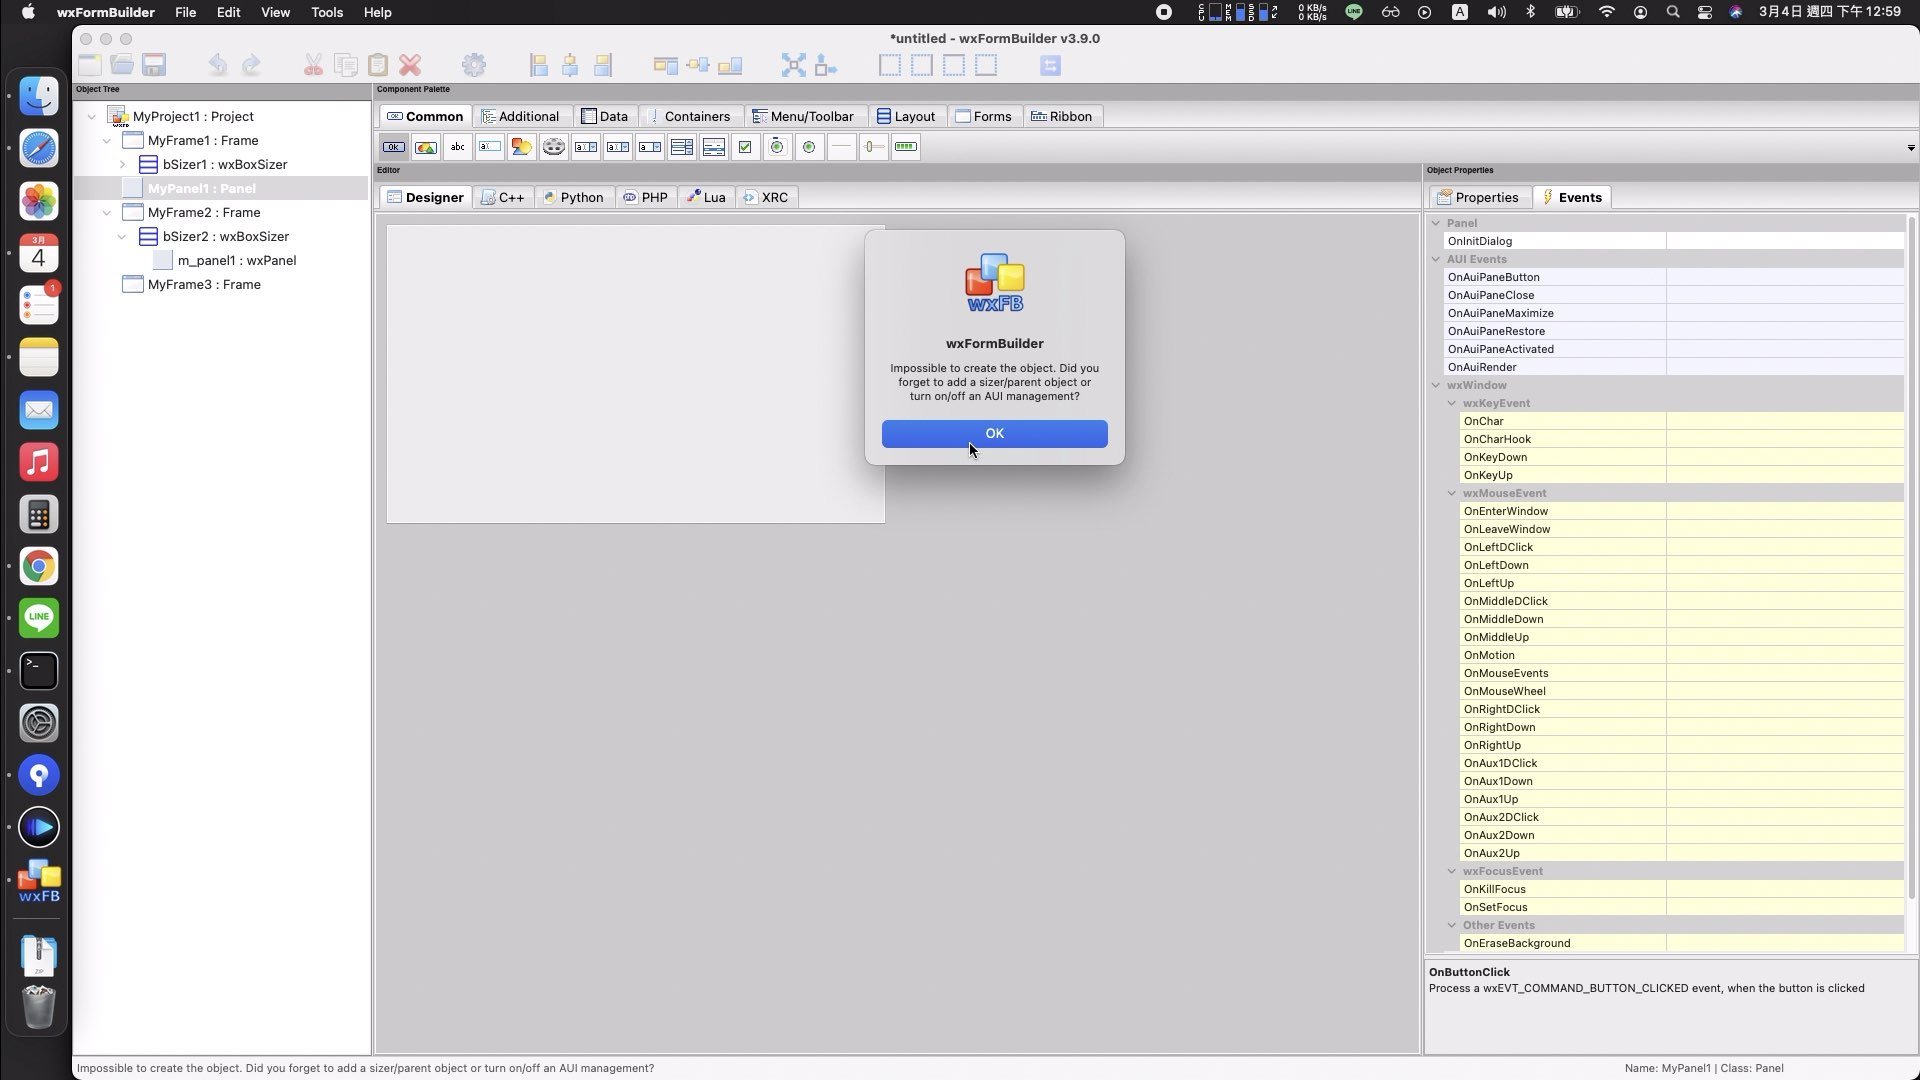 wxFormBuilder File Edit View Tools Help
0 KB/s
0 KB/s
LINE
A
3月4日 週四 下午 12:59
*untitled - wxFormBuilder v3.9.0
Object Tree
MyProject1 : Project
MyFrame1 : Frame
bSizer1 : wxBoxSizer
MyPanel1 : Panel
MyFrame2 : Frame
bSizer2 : wxBoxSizer
m_panel1 : wxPanel
MyFrame3 : Frame
Component Palette
Common Additional Data Containers Menu/Toolbar Layout Forms Ribbon
Ok abc
Editor
Designer C++ Python PHP Lua XRC
wxFB
wxFormBuilder
Impossible to create the object. Did you
forget to add a sizer/parent object or
turn on/off an AUI management?
OK
Object Properties
Properties Events
Panel
OnInitDialog
AUI Events
OnAuiPaneButton
OnAuiPaneClose
OnAuiPaneMaximize
OnAuiPaneRestore
OnAuiPaneActivated
OnAuiRender
wxWindow
wxKeyEvent
OnChar
OnCharHook
OnKeyDown
OnKeyUp
wxMouseEvent
OnEnterWindow
OnLeaveWindow
OnLeftDClick
OnLeftDown
OnLeftUp
OnMiddleDClick
OnMiddleDown
OnMiddleUp
OnMotion
OnMouseEvents
OnMouseWheel
OnRightDClick
OnRightDown
OnRightUp
OnAux1DClick
OnAux1Down
OnAux1Up
OnAux2DClick
OnAux2Down
OnAux2Up
wxFocusEvent
OnKillFocus
OnSetFocus
Other Events
OnEraseBackground
OnButtonClick
Process a wxEVT_COMMAND_BUTTON_CLICKED event, when the button is clicked
3月
4
1
LINE
wxFB
ZIP
Impossible to create the object. Did you forget to add a sizer/parent object or turn on/off an AUI management?
Name: MyPanel1 | Class: Panel